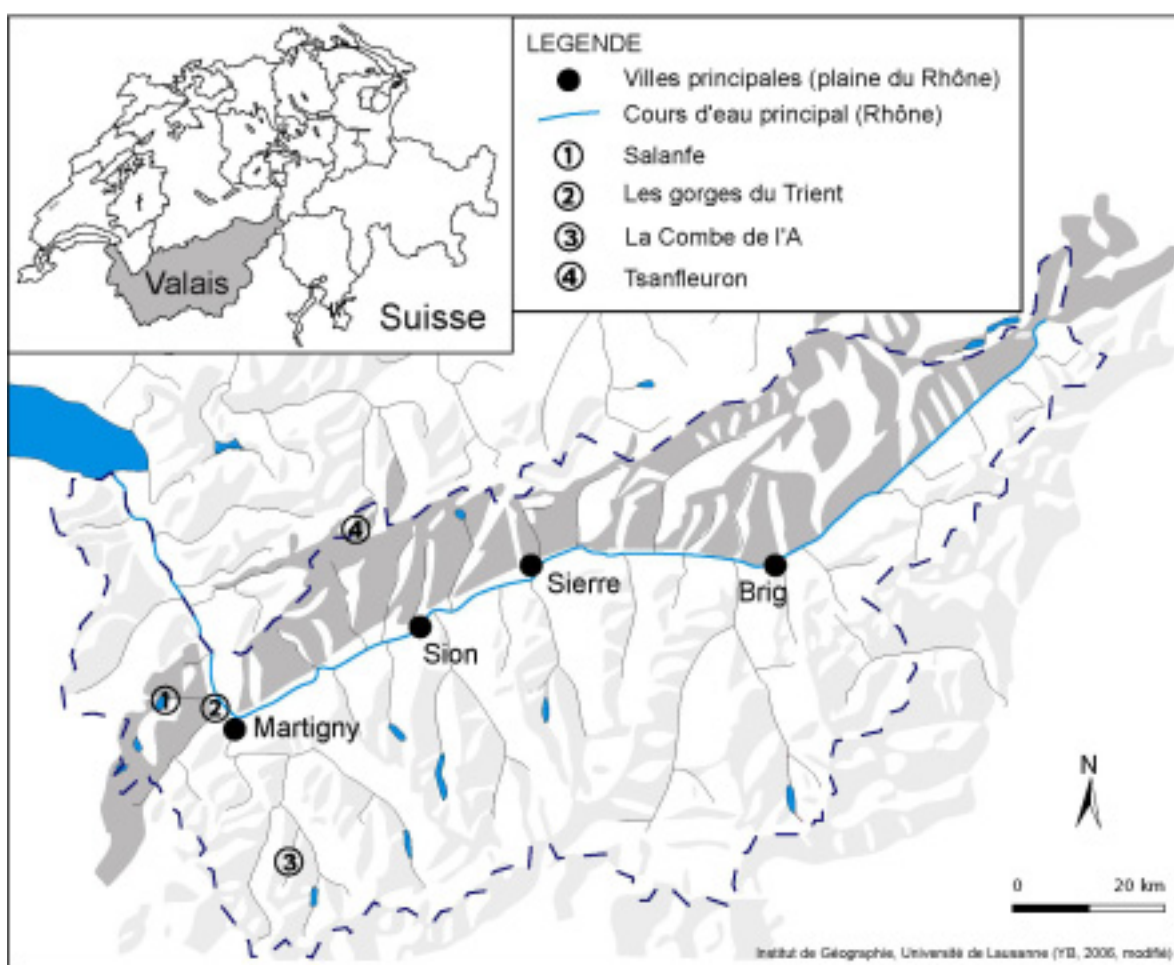 Valais
Suisse
LEGENDE
Villes principales (plaine du Rhône)
Cours d'eau principal (Rhône)
1 Salanfe
2 Les gorges du Trient
3 La Combe de l'A
4 Tsanfleuron
4
Sierre
Brig
Sion
1
2
Martigny
3
N
0 20 km
Institut de Géographie, Université de Lausanne (YB, 2006, modifié)